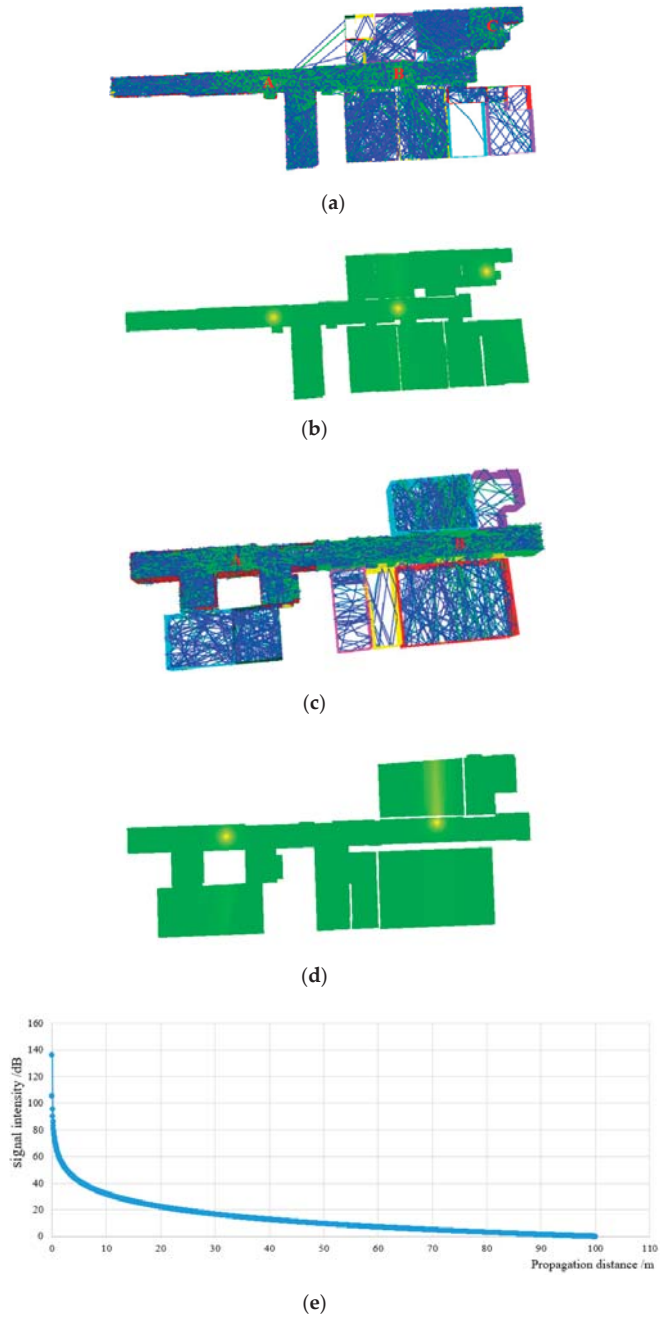 A
B
C
(a)
(b)
A
B
(c)
(d)
160
140
120
100
80
60
40
20
0
signal intensity /dB
0 10 20 30 40 50 60 70 80 90 100 110
Propagation distance /m
(e)